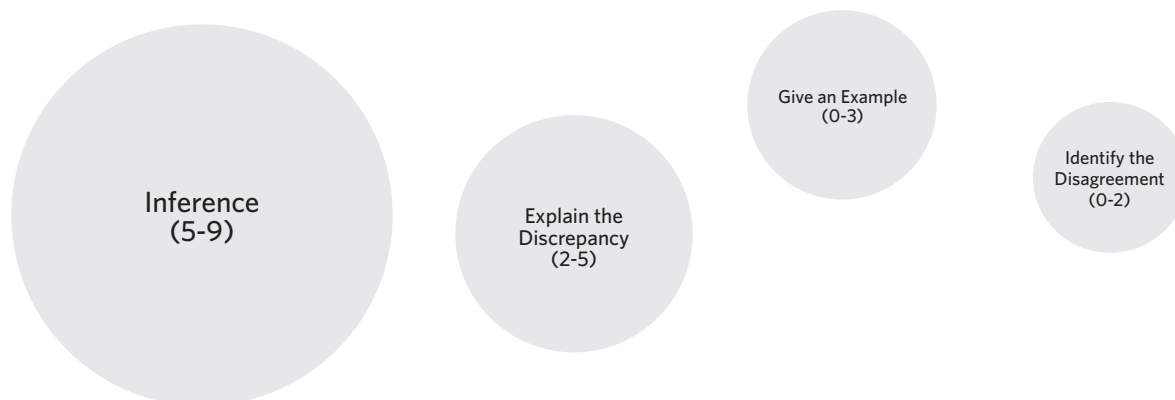 Inference
(5-9)
Explain the
Discrepancy
(2-5)
Give an Example
(0-3)
Identify the
Disagreement
(0-2)